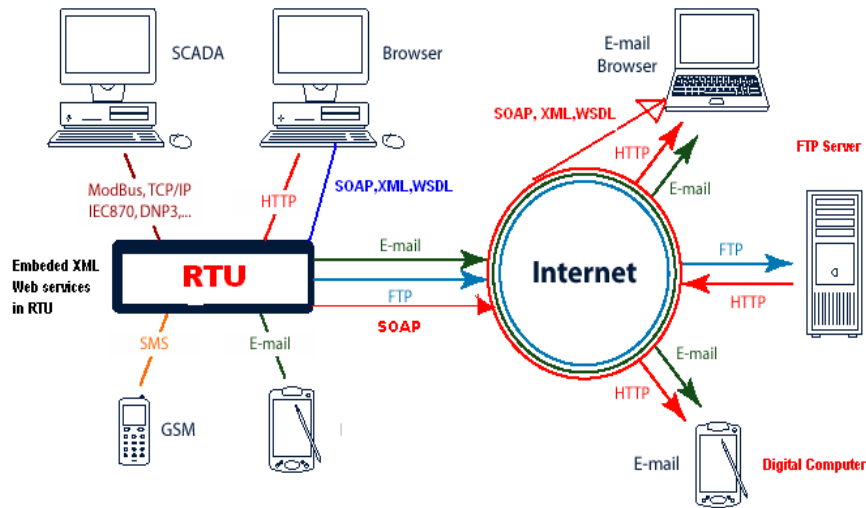 SCADA
Browser
E-mail
Browser
SOAP, XML,WSDL
HTTP
E-mail
FTP Server
ModBus, TCP/IP
IEC870, DNP3,...
HTTP
SOAP,XML,WSDL
Embeded XML
Web services
in RTU
RTU
E-mail
FTP
SOAP
Internet
FTP
HTTP
SMS
E-mail
E-mail
HTTP
GSM
E-mail
Digital Computer